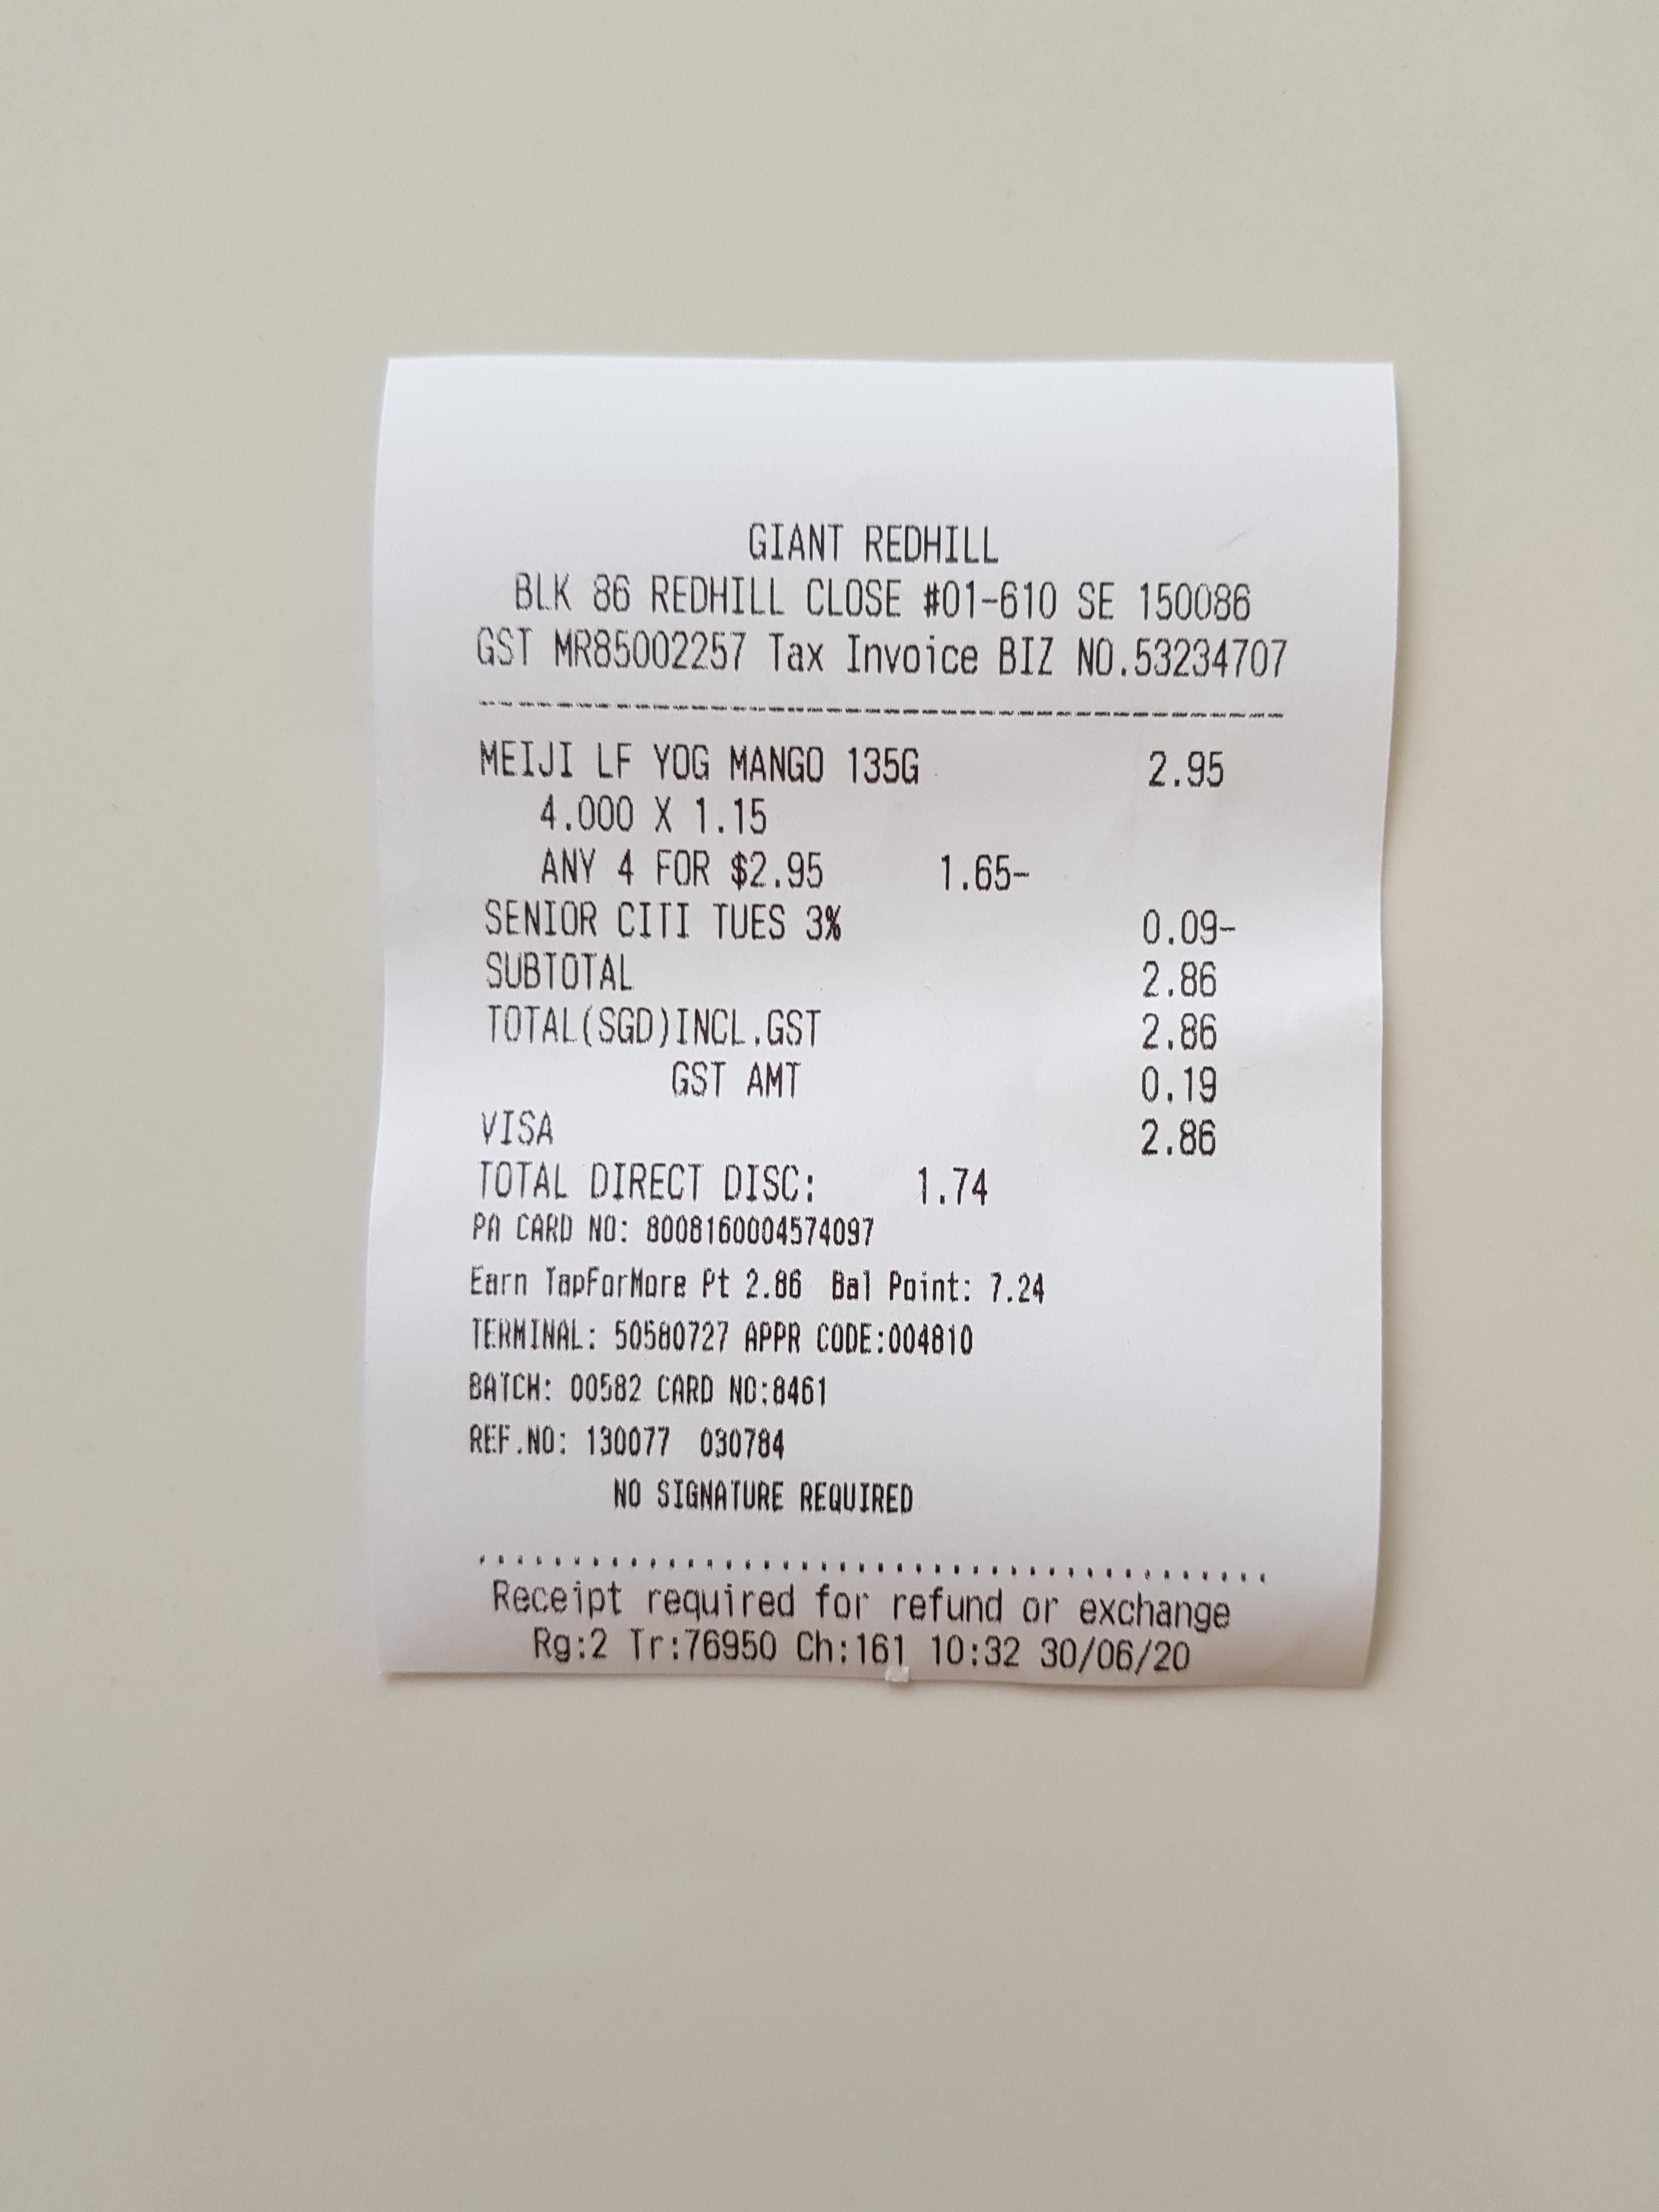 GIANT REDHILL
BLK 86 REDHILL CLOSE #01-610 SE 150086
GST MR85002257 Tax Invoice BIZ NO.53234707
MEIJI LF YOG MANGO 135G 2.95
4.000 X 1.15
ANY 4 FOR $2.95 1.65-
SENIOR CITI TUES 3% 0.09-
SUBTOTAL 2.86
TOTAL(SGD)INCL.GST 2.86
GST AMT 0.19
VISA 2.86
TOTAL DIRECT DISC: 1.74
PA CARD NO: 8008160004574097
Earn TapForMore Pt 2.86 Bal Point: 7.24
TERMINAL: 50580727 APPR CODE:004810
BATCH: 00582 CARD NO:8461
REF.NO: 130077 030784
NO SIGNATURE REQUIRED
Receipt required for refund or exchange
Rg:2 Tr:76950 Ch:161 10:32 30/06/20